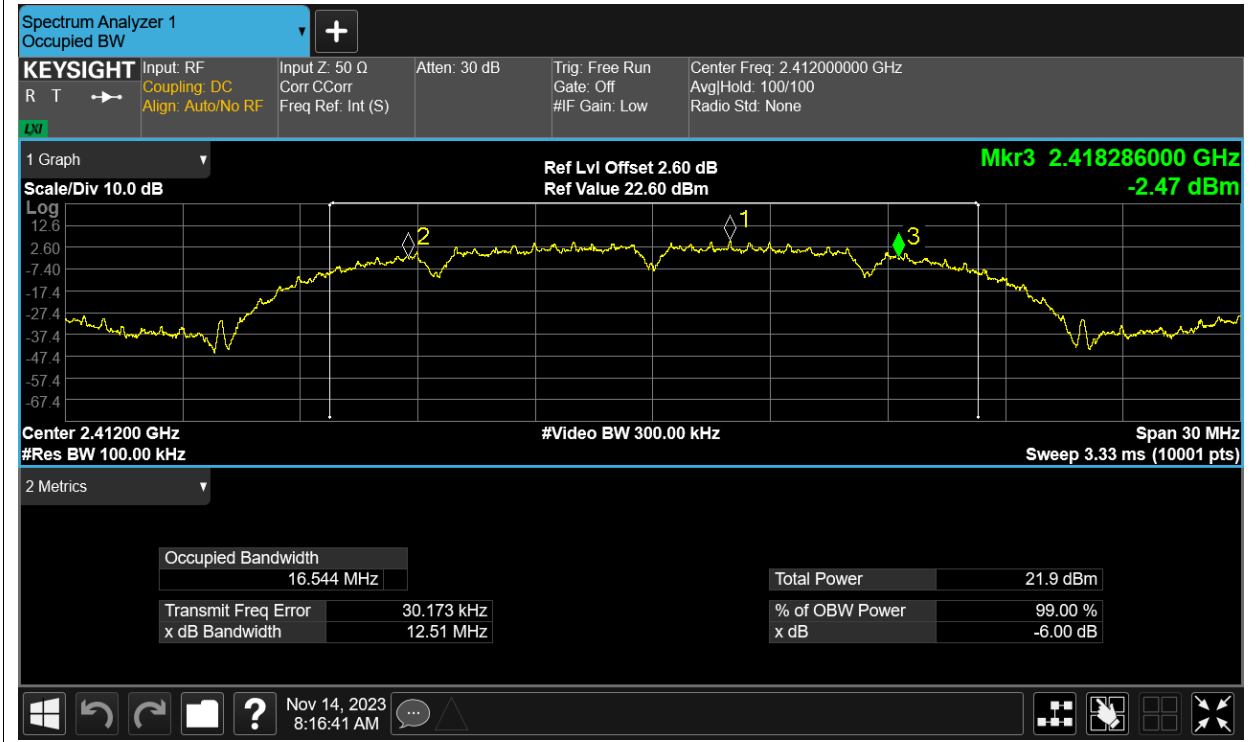 Spectrum Analyzer 1
Occupied BW
KEYSIGHT
R T
LXI
Input: RF
Coupling: DC
Align: Auto/No RF
Input Z: 50 Ω
Corr CCorr
Freq Ref: Int (S)
Atten: 30 dB
Trig: Free Run
Gate: Off
#IF Gain: Low
Center Freq: 2.412000000 GHz
Avg|Hold: 100/100
Radio Std: None
1 Graph
Scale/Div 10.0 dB
Ref Lvl Offset 2.60 dB
Ref Value 22.60 dBm
Mkr3 2.418286000 GHz
-2.47 dBm
Log
12.6
2.60
-7.40
-17.4
-27.4
-37.4
-47.4
-57.4
-67.4
2
1
3
Center 2.41200 GHz
#Video BW 300.00 kHz
Span 30 MHz
#Res BW 100.00 kHz
Sweep 3.33 ms (10001 pts)
2 Metrics
Occupied Bandwidth
16.544 MHz
Total Power 21.9 dBm
Transmit Freq Error 30.173 kHz
% of OBW Power 99.00 %
x dB Bandwidth 12.51 MHz
x dB -6.00 dB
?
Nov 14, 2023
8:16:41 AM